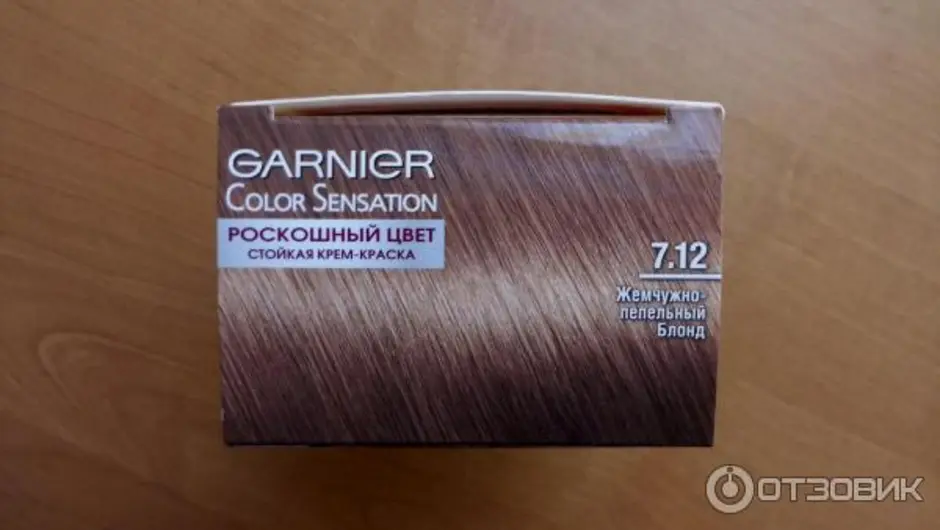 GARNIER
COLOR SENSATION
РОСКОШНЫЙ ЦВЕТ
СТОЙКАЯ КРЕМ-КРАСКА
7.12
Жемчужно-
пепельный
Блонд
ОТЗОВИК